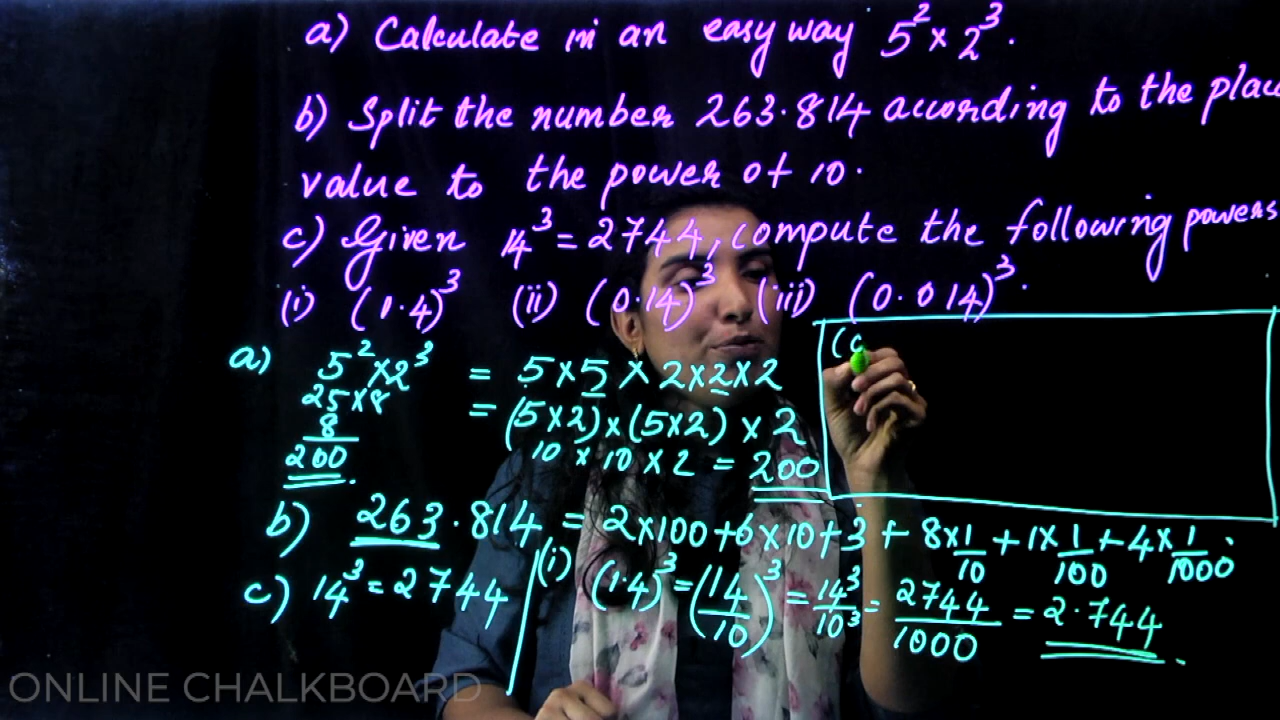 a) Calculate in an easy way 5² × 2³.
b) Split the number 263.814 according to the place
value to the power of 10.
c) Given 14³ = 2744, compute the following powers
(i) (1.4)³ (ii) (0.14)³ (iii) (0.014)³.
a) 5² × 2³ = 5 × 5 × 2 × 2 × 2
25 × 8 = (5 × 2) × (5 × 2) × 2
8
200. 10 × 10 × 2 = 200
b) 263.814 = 2 × 100 + 6 × 10 + 3 + 8 × 1/10 + 1 × 1/100 + 4 × 1/1000.
c) 14³ = 2744 (i) (1.4)³ = (14/10)³ = 14³/10³ = 2744/1000 = 2.744.
ONLINE CHALKBOARD